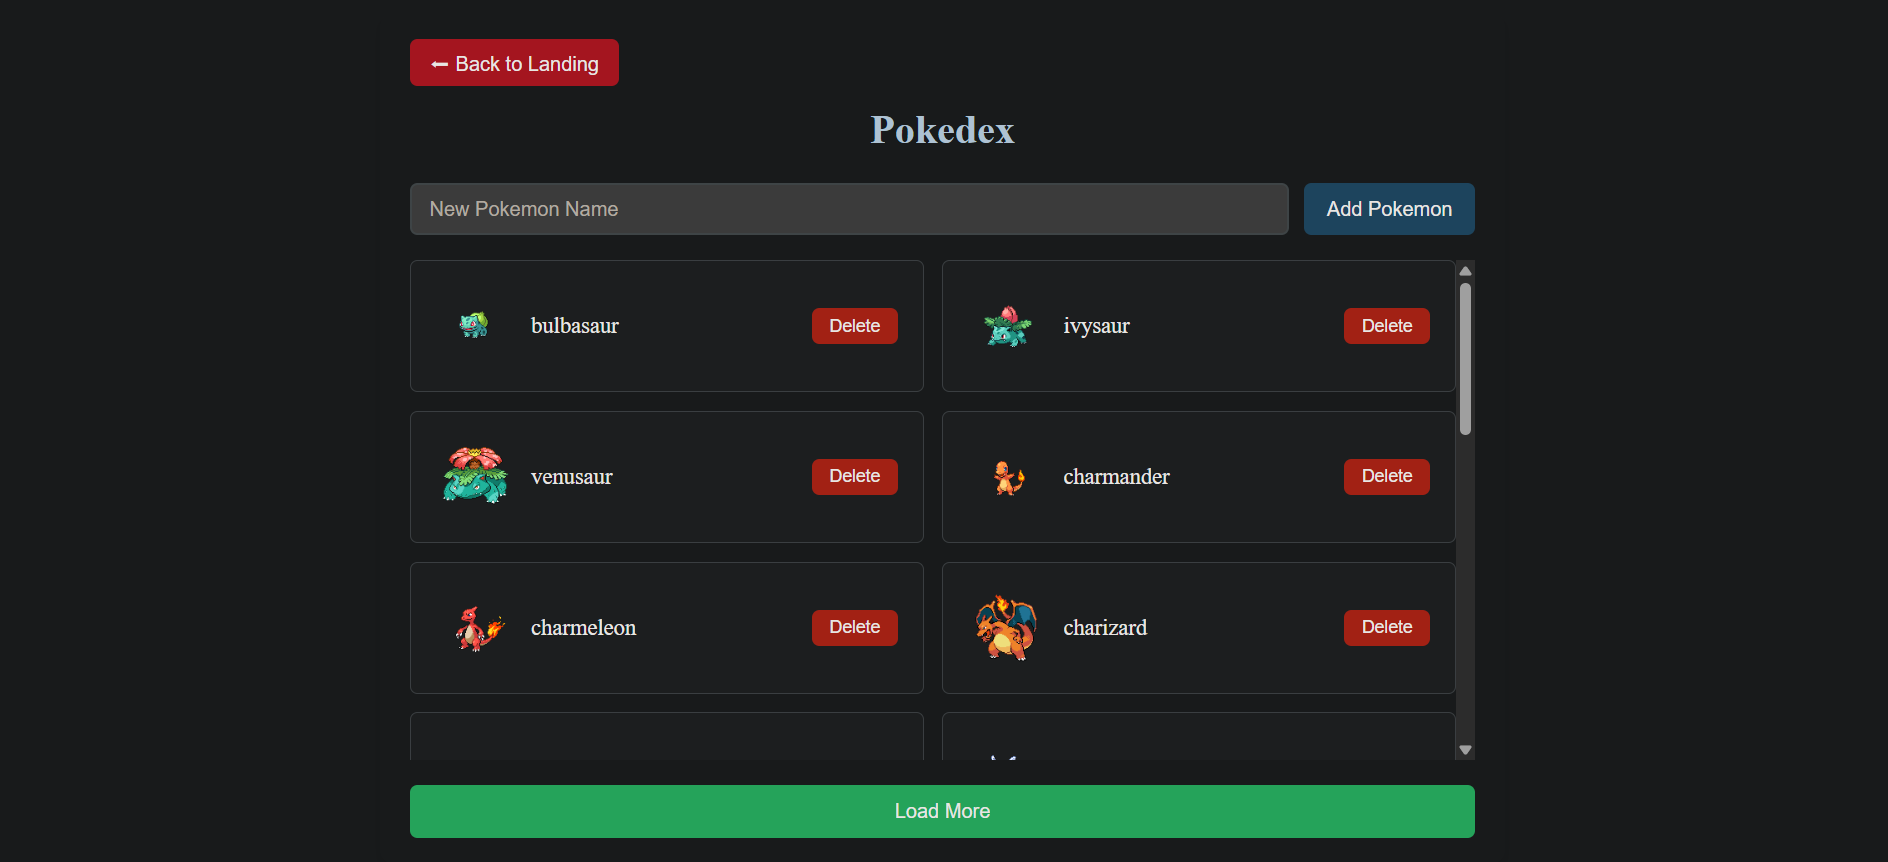 ← Back to Landing
Pokedex
New Pokemon Name
Add Pokemon
bulbasaur
Delete
ivysaur
Delete
venusaur
Delete
charmander
Delete
charmeleon
Delete
charizard
Delete
Load More